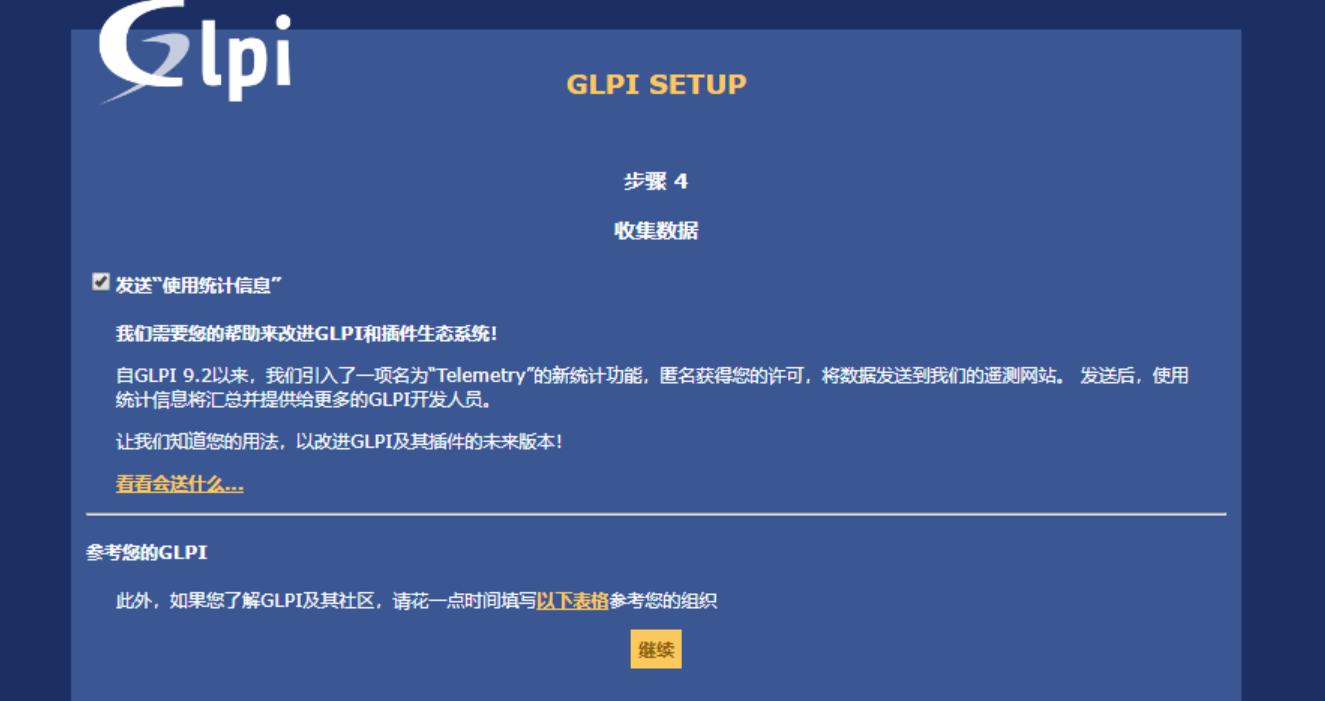 Glpi
GLPI SETUP
步骤 4
收集数据
发送“使用统计信息”
我们需要您的帮助来改进GLPI和插件生态系统!
自GLPI 9.2以来，我们引入了一项名为“Telemetry”的新统计功能，匿名获得您的许可，将数据发送到我们的遥测网站。 发送后，使用
统计信息将汇总并提供给更多的GLPI开发人员。
让我们知道您的用法，以改进GLPI及其插件的未来版本!
看看会送什么...
参考您的GLPI
此外，如果您了解GLPI及其社区，请花一点时间填写以下表格参考您的组织
继续